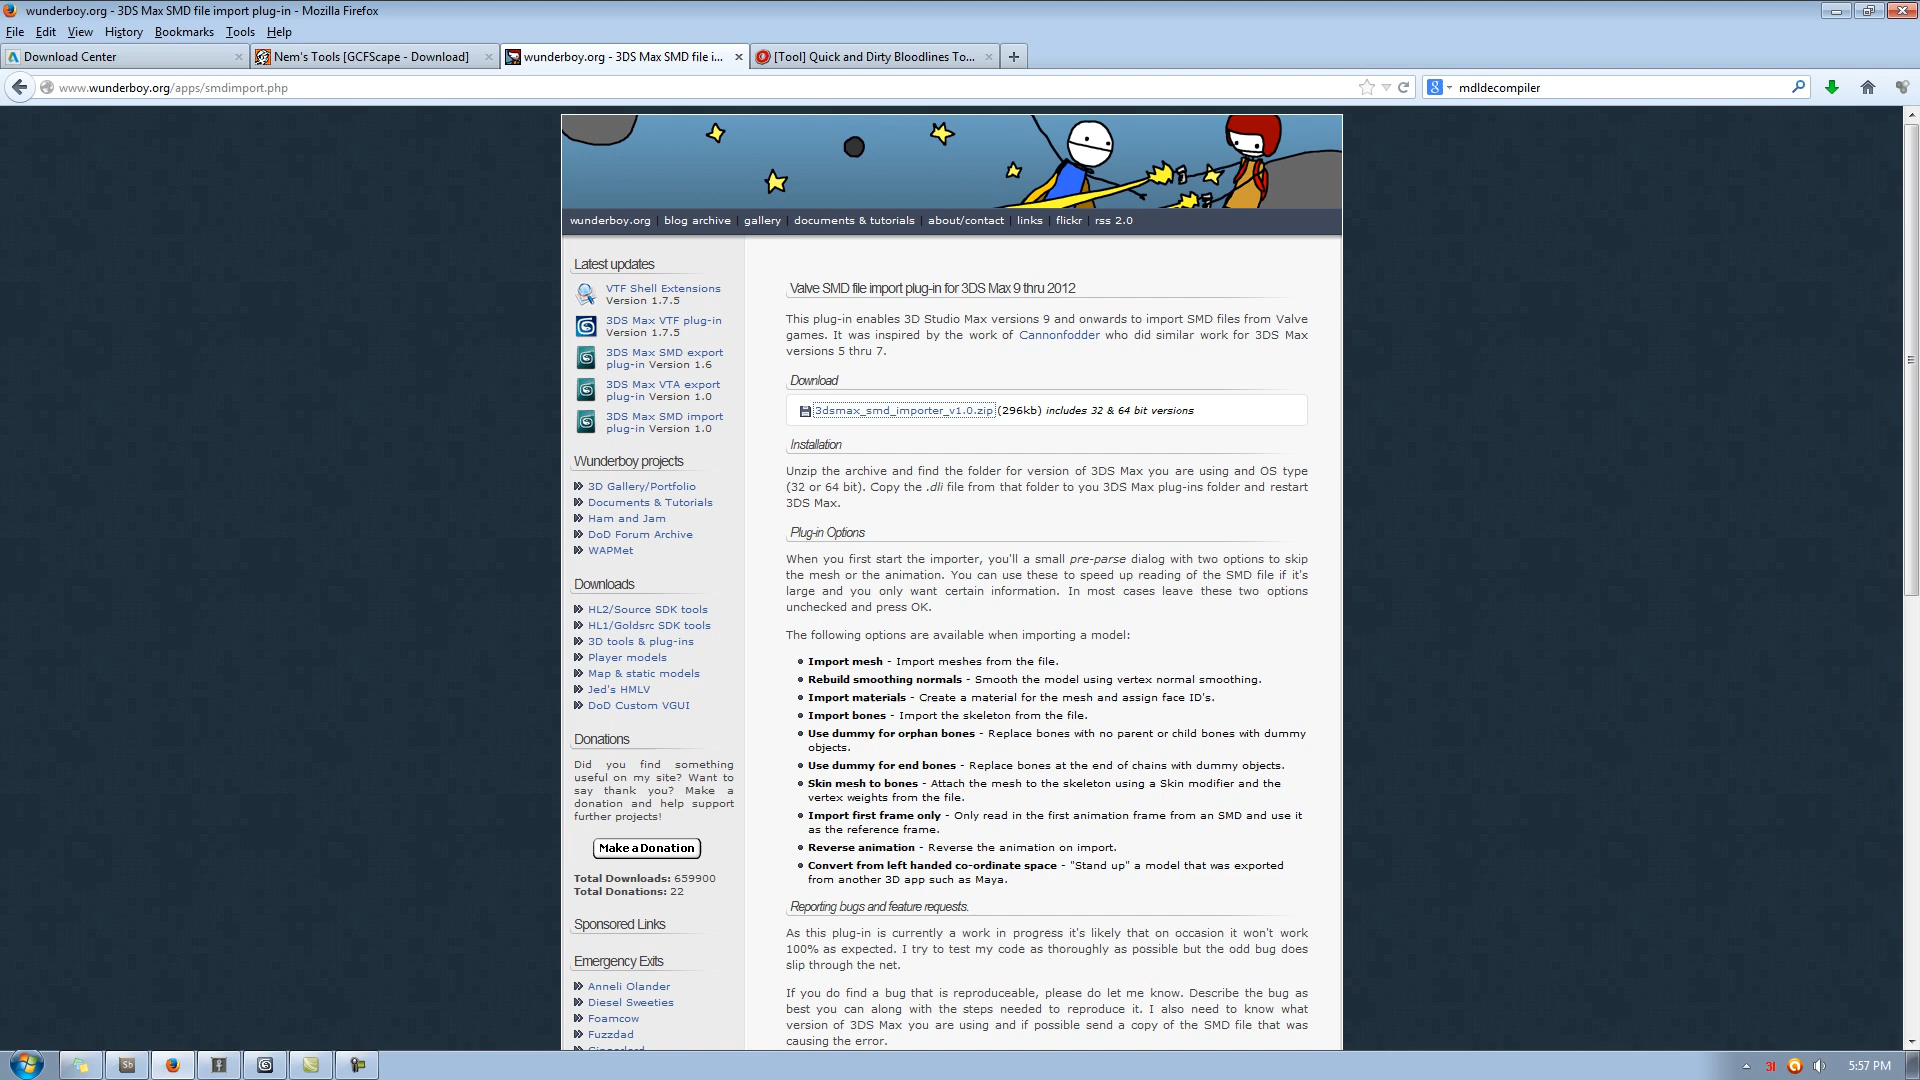 wunderboy.org - 3DS Max SMD file import plug-in - Mozilla Firefox
File Edit View History Bookmarks Tools Help
Download Center
Nem's Tools [GCFScape - Download]
wunderboy.org - 3DS Max SMD file i...
[Tool] Quick and Dirty Bloodlines To...
www.wunderboy.org/apps/smdimport.php
mdldecompiler
wunderboy.org | blog archive | gallery | documents & tutorials | about/contact | links | flickr | rss 2.0
Latest updates
VTF Shell Extensions
Version 1.7.5
3DS Max VTF plug-in
Version 1.7.5
3DS Max SMD export
plug-in Version 1.6
3DS Max VTA export
plug-in Version 1.0
3DS Max SMD import
plug-in Version 1.0
Wunderboy projects
3D Gallery/Portfolio
Documents & Tutorials
Ham and Jam
DoD Forum Archive
WAPMet
Downloads
HL2/Source SDK tools
HL1/Goldsrc SDK tools
3D tools & plug-ins
Player models
Map & static models
Jed's HMLV
DoD Custom VGUI
Donations
Did you find something
useful on my site? Want to
say thank you? Make a
donation and help support
further projects!
Make a Donation
Total Downloads: 659900
Total Donations: 22
Sponsored Links
Emergency Exits
Anneli Olander
Diesel Sweeties
Foamcow
Fuzzdad
Valve SMD file import plug-in for 3DS Max 9 thru 2012
This plug-in enables 3D Studio Max versions 9 and onwards to import SMD files from Valve
games. It was inspired by the work of Cannonfodder who did similar work for 3DS Max
versions 5 thru 7.
Download
3dsmax_smd_importer_v1.0.zip (296kb) includes 32 & 64 bit versions
Installation
Unzip the archive and find the folder for version of 3DS Max you are using and OS type
(32 or 64 bit). Copy the .dli file from that folder to you 3DS Max plug-ins folder and restart
3DS Max.
Plug-in Options
When you first start the importer, you'll a small pre-parse dialog with two options to skip
the mesh or the animation. You can use these to speed up reading of the SMD file if it's
large and you only want certain information. In most cases leave these two options
unchecked and press OK.
The following options are available when importing a model:
Import mesh - Import meshes from the file.
Rebuild smoothing normals - Smooth the model using vertex normal smoothing.
Import materials - Create a material for the mesh and assign face ID's.
Import bones - Import the skeleton from the file.
Use dummy for orphan bones - Replace bones with no parent or child bones with dummy
objects.
Use dummy for end bones - Replace bones at the end of chains with dummy objects.
Skin mesh to bones - Attach the mesh to the skeleton using a Skin modifier and the
vertex weights from the file.
Import first frame only - Only read in the first animation frame from an SMD and use it
as the reference frame.
Reverse animation - Reverse the animation on import.
Convert from left handed co-ordinate space - "Stand up" a model that was exported
from another 3D app such as Maya.
Reporting bugs and feature requests.
As this plug-in is currently a work in progress it's likely that on occasion it won't work
100% as expected. I try to test my code as thoroughly as possible but the odd bug does
slip through the net.
If you do find a bug that is reproduceable, please do let me know. Describe the bug as
best you can along with the steps needed to reproduce it. I also need to know what
version of 3DS Max you are using and if possible send a copy of the SMD file that was
causing the error.
Sb
5:57 PM